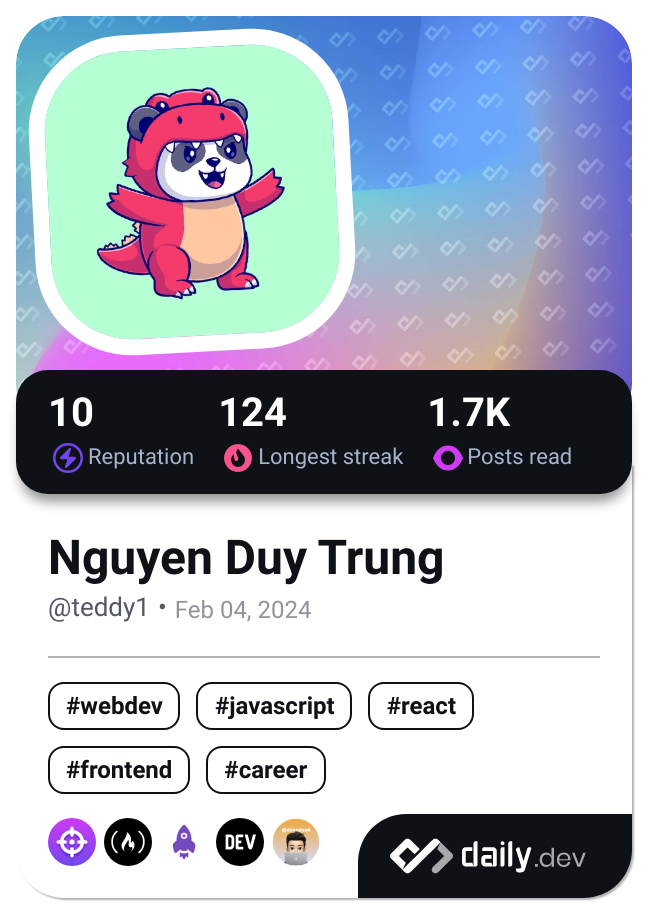 10 124 1.7K
Reputation Longest streak Posts read
Nguyen Duy Trung
@teddy1 • Feb 04, 2024
#webdev #javascript #react
#frontend #career
DEV
daily.dev